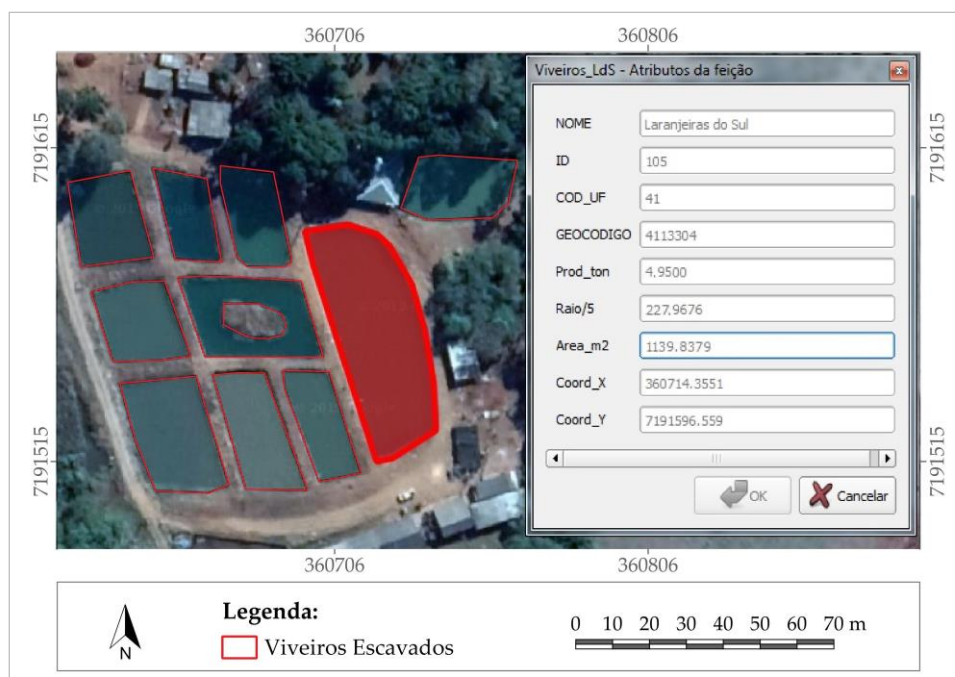 360706 360806
Viveiros_LdS - Atributos da feição
NOME Laranjeiras do Sul
ID 105
COD_UF 41
GEOCODIGO 4113304
Prod_ton 4.9500
Raio/5 227.9676
Area_m2 1139.8379
Coord_X 360714.3551
Coord_Y 7191596.559
OK Cancelar
7191615 7191615
7191515 7191515
360706 360806
N
Legenda:
Viveiros Escavados
0 10 20 30 40 50 60 70 m